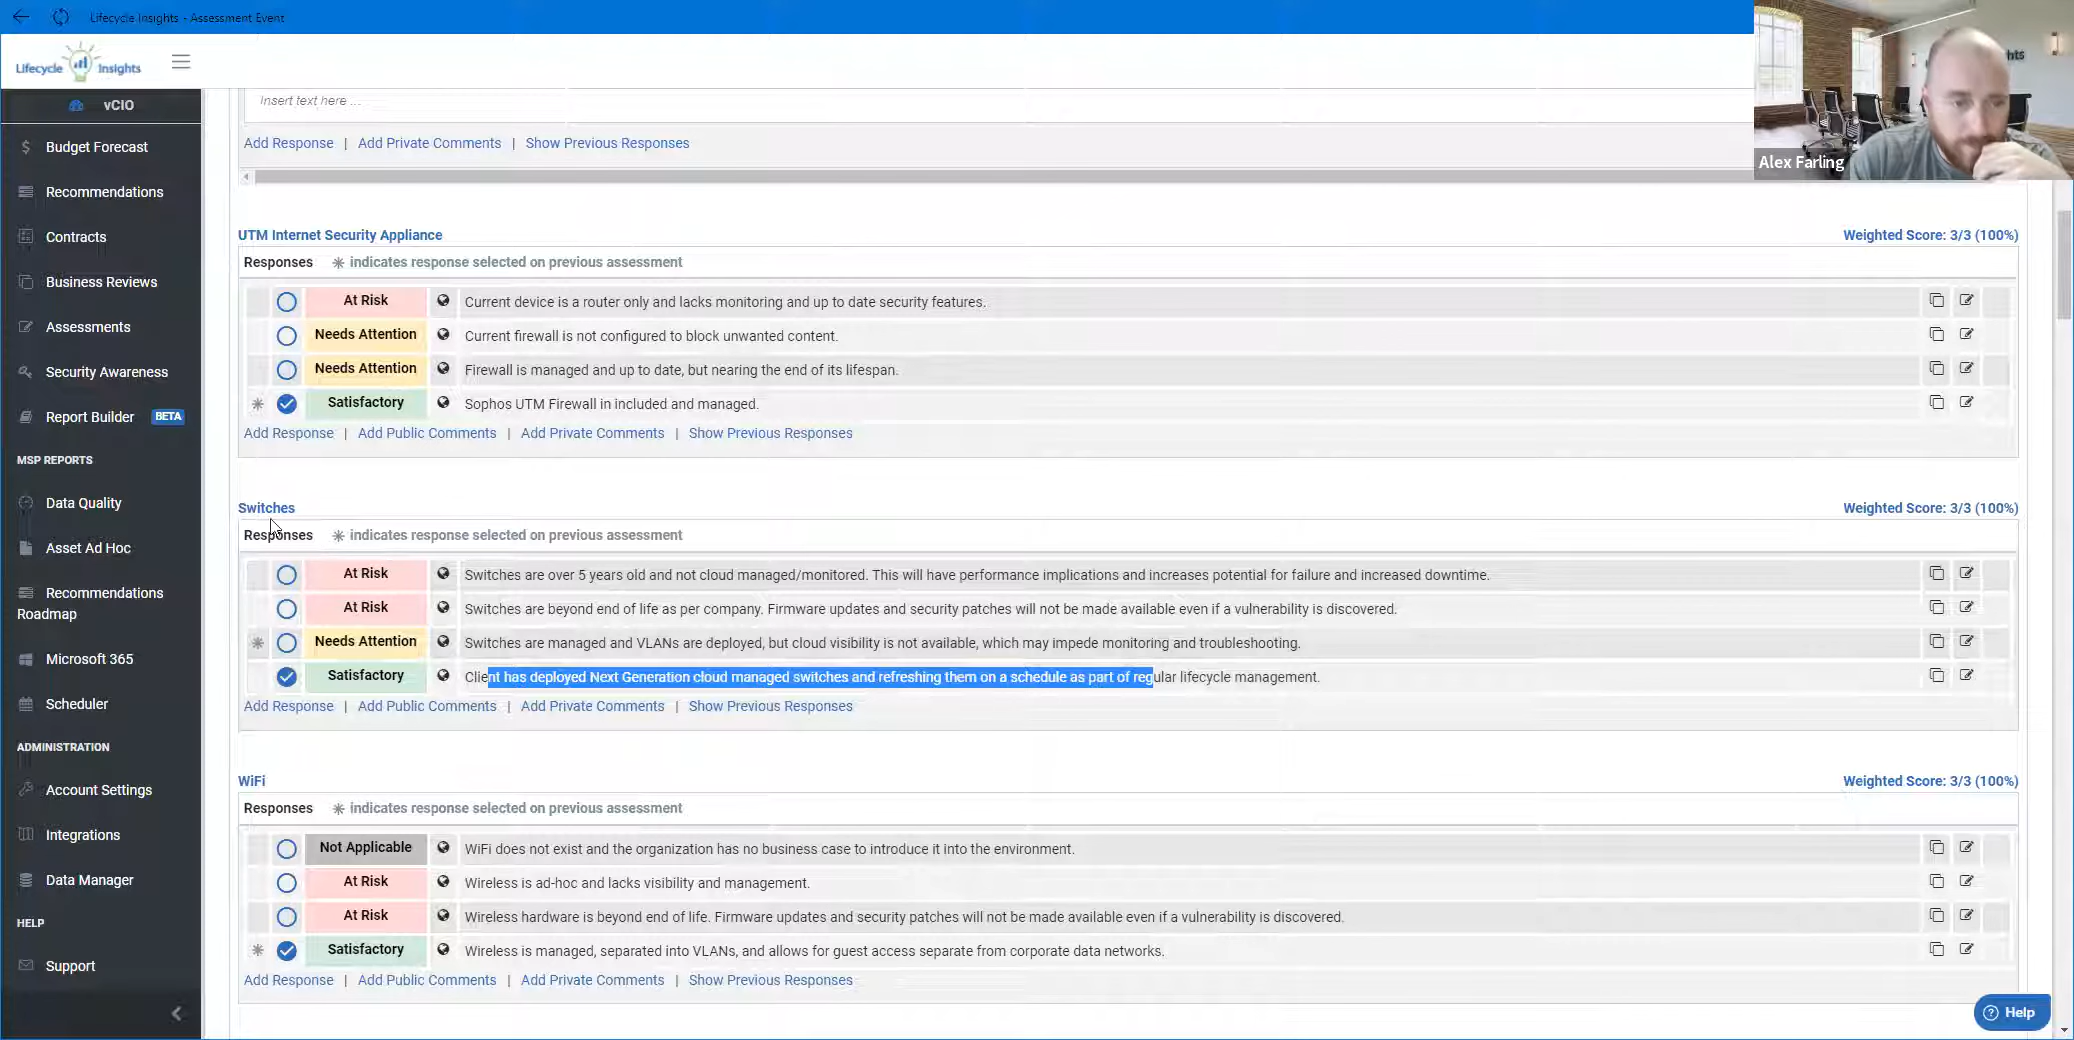 Lifecycle Insights - Assessment Event
Lifecycle Insights
vCIO
Budget Forecast
Recommendations
Contracts
Business Reviews
Assessments
Security Awareness
Report Builder BETA
MSP REPORTS
Data Quality
Asset Ad Hoc
Recommendations
Roadmap
Microsoft 365
Scheduler
ADMINISTRATION
Account Settings
Integrations
Data Manager
HELP
Support
Insert text here ...
Add Response | Add Private Comments | Show Previous Responses
UTM Internet Security Appliance Weighted Score: 3/3 (100%)
Responses * indicates response selected on previous assessment
At Risk Current device is a router only and lacks monitoring and up to date security features.
Needs Attention Current firewall is not configured to block unwanted content.
Needs Attention Firewall is managed and up to date, but nearing the end of its lifespan.
* Satisfactory Sophos UTM Firewall in included and managed.
Add Response | Add Public Comments | Add Private Comments | Show Previous Responses
Switches Weighted Score: 3/3 (100%)
Responses * indicates response selected on previous assessment
At Risk Switches are over 5 years old and not cloud managed/monitored. This will have performance implications and increases potential for failure and increased downtime.
At Risk Switches are beyond end of life as per company. Firmware updates and security patches will not be made available even if a vulnerability is discovered.
* Needs Attention Switches are managed and VLANs are deployed, but cloud visibility is not available, which may impede monitoring and troubleshooting.
Satisfactory Client has deployed Next Generation cloud managed switches and refreshing them on a schedule as part of regular lifecycle management.
Add Response | Add Public Comments | Add Private Comments | Show Previous Responses
WiFi Weighted Score: 3/3 (100%)
Responses * indicates response selected on previous assessment
Not Applicable WiFi does not exist and the organization has no business case to introduce it into the environment.
At Risk Wireless is ad-hoc and lacks visibility and management.
At Risk Wireless hardware is beyond end of life. Firmware updates and security patches will not be made available even if a vulnerability is discovered.
* Satisfactory Wireless is managed, separated into VLANs, and allows for guest access separate from corporate data networks.
Add Response | Add Public Comments | Add Private Comments | Show Previous Responses
Help
hts
Alex Farling